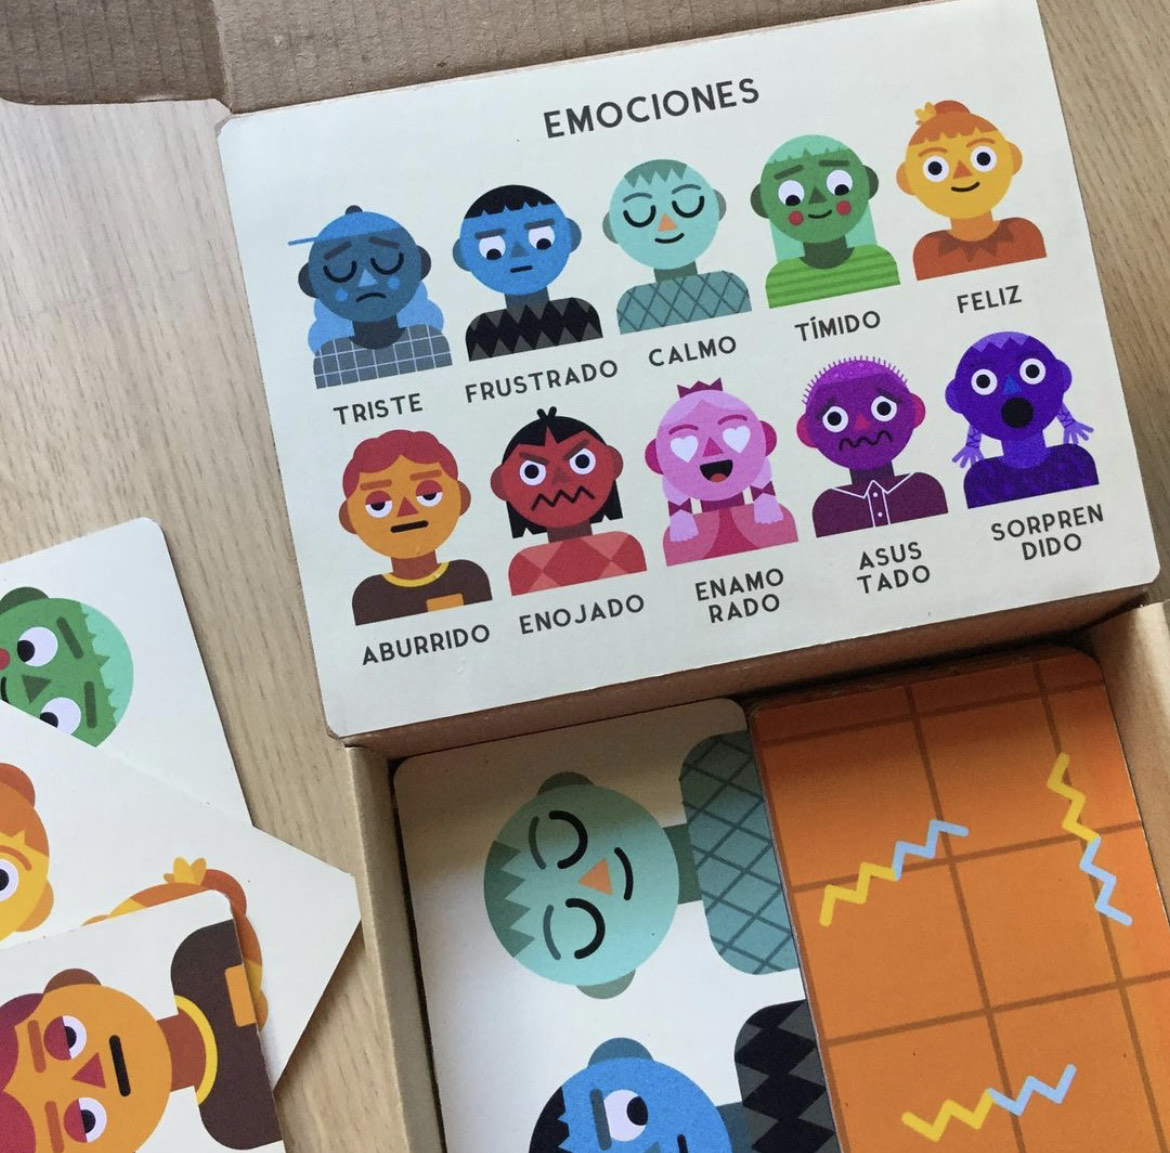 EMOCIONES
TRISTE
FRUSTRADO
CALMO
TÍMIDO
FELIZ
ABURRIDO
ENOJADO
ENAMO
RADO
ASUS
TADO
SORPREN
DIDO